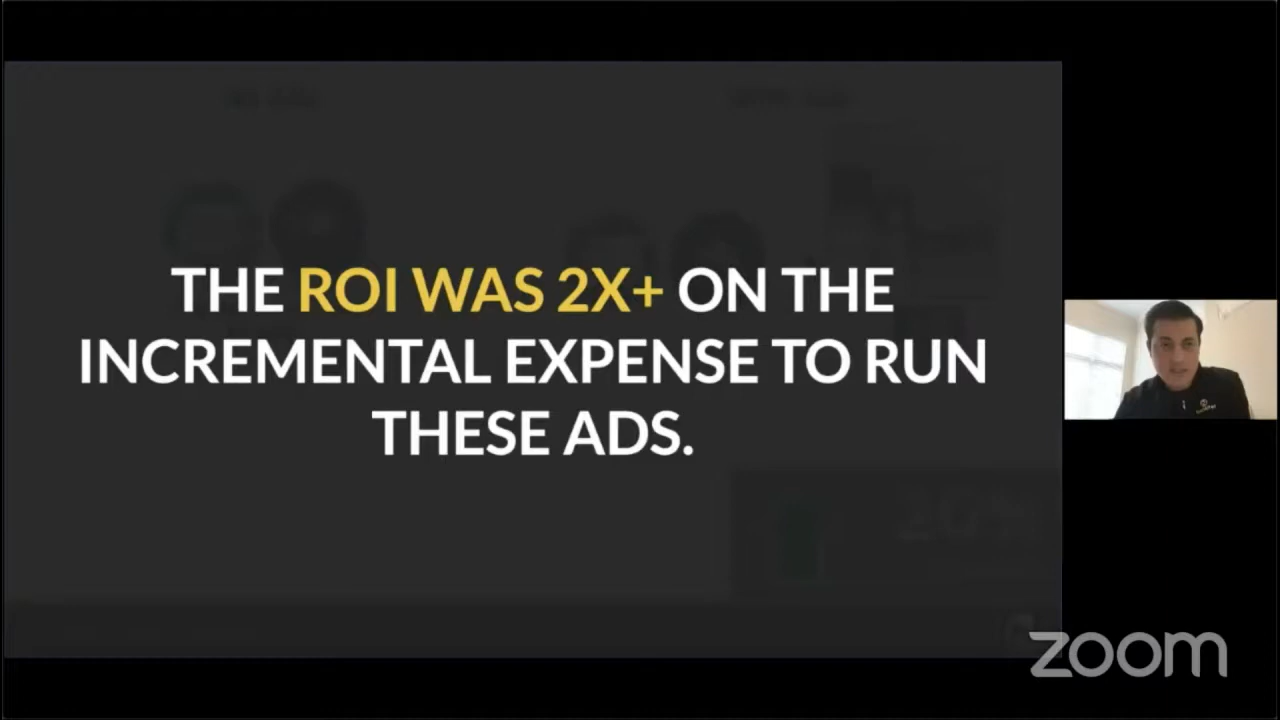 THE ROI WAS 2X+ ON THE
INCREMENTAL EXPENSE TO RUN
THESE ADS.
zoom